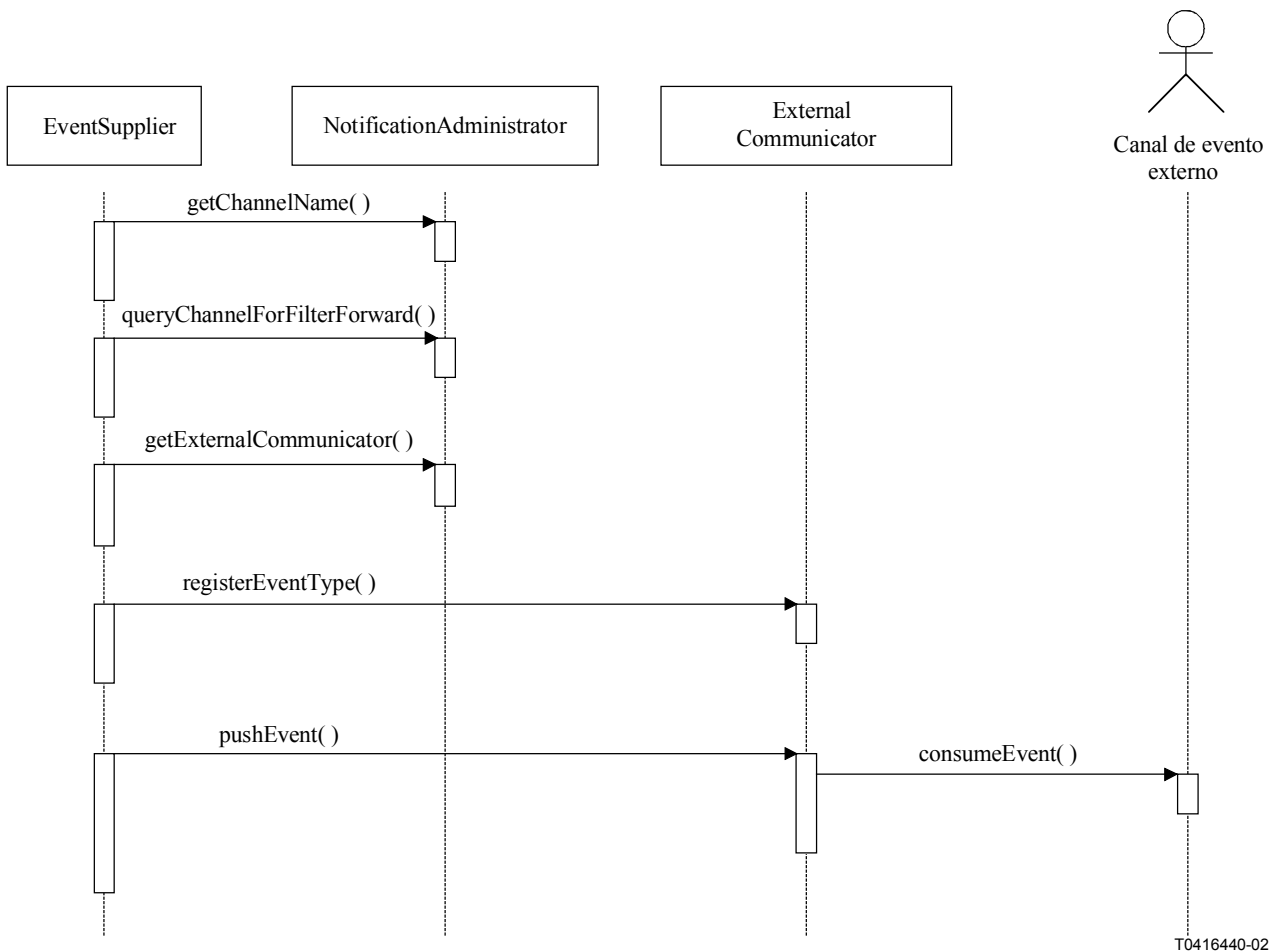 EventSupplier
NotificationAdministrator
External
Communicator
Canal de evento
externo
getChannelName( )
queryChannelForFilterForward( )
getExternalCommunicator( )
registerEventType( )
pushEvent( )
consumeEvent( )
T0416440-02